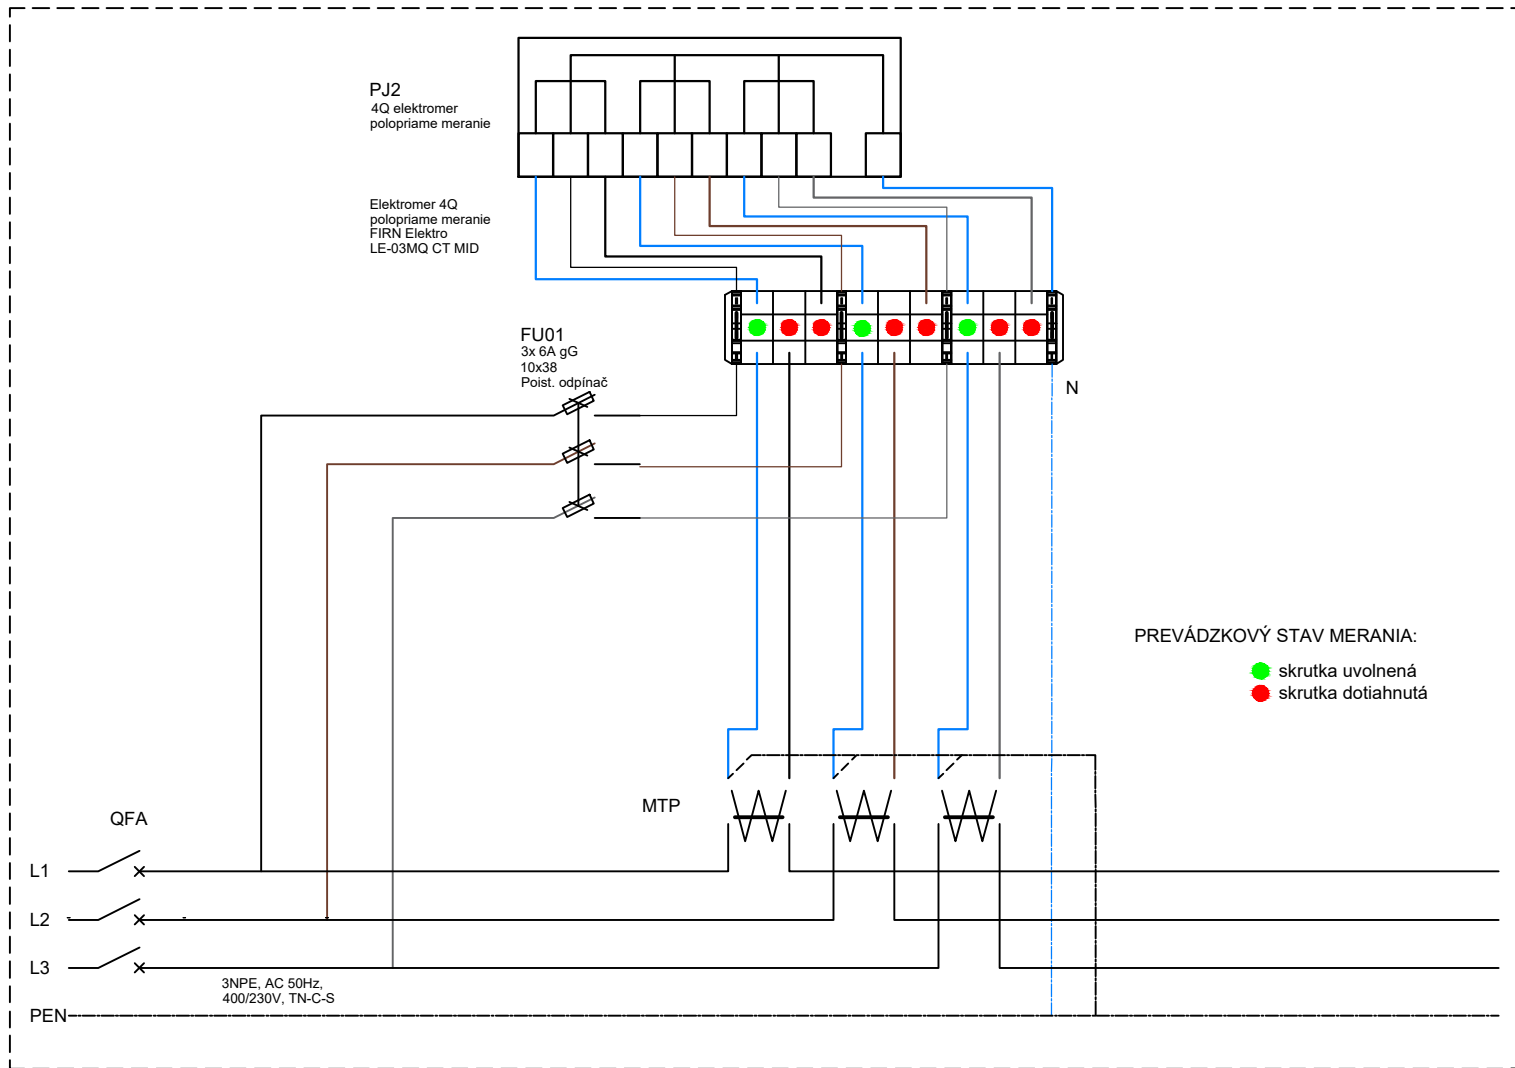 PJ2
4Q elektromer
polopriame meranie
Elektromer 4Q
polopriame meranie
FIRN Elektro
LE-03MQ CT MID
FU01
3x 6A gG
10x38
Poist. odpínač
N
PREVÁDZKOVÝ STAV MERANIA:
skrutka uvolnená
skrutka dotiahnutá
MTP
QFA
L1
L2
L3
3NPE, AC 50Hz,
400/230V, TN-C-S
PEN